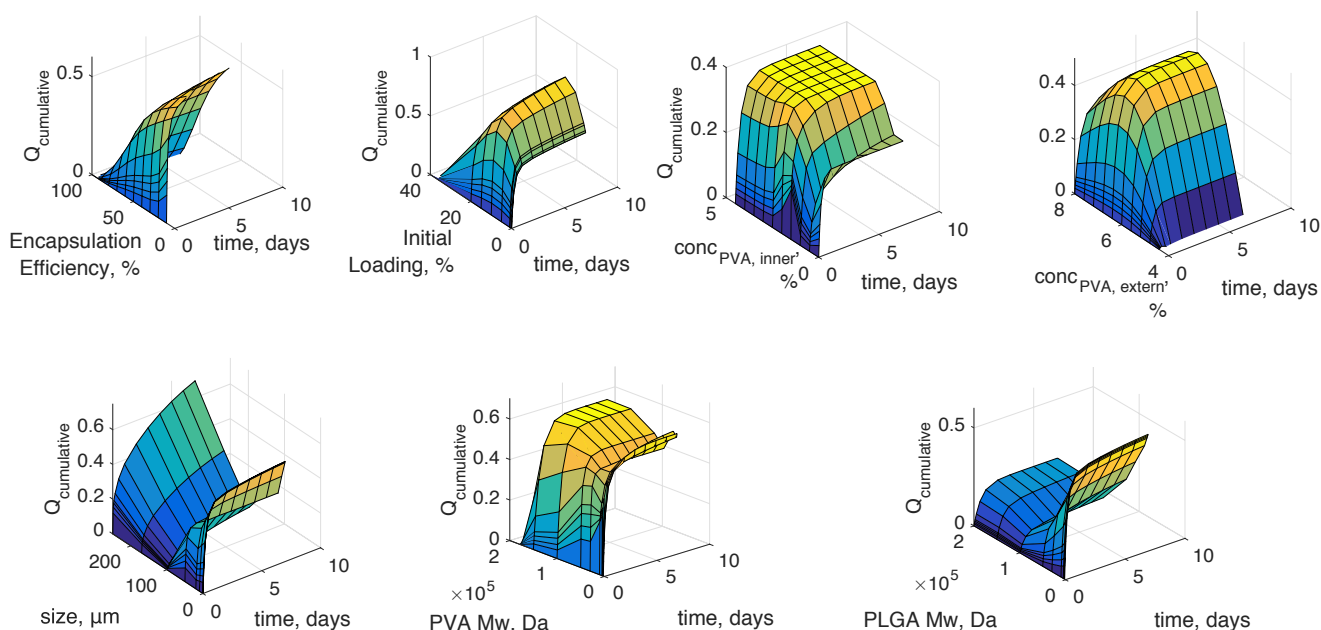 Q_cumulative
0.5
0
100
50
0
0
5
10
Encapsulation
Efficiency, %
time, days
Q_cumulative
1
0.5
0
40
20
0
0
5
10
Initial
Loading, %
time, days
Q_cumulative
0.4
0.2
0
5
0
0
5
10
conc_PVA, inner,
%
time, days
Q_cumulative
0.4
0.2
0
8
6
4
0
5
10
conc_PVA, extern,
%
time, days
Q_cumulative
0.6
0.4
0.2
0
200
100
0
0
5
10
size, μm
time, days
Q_cumulative
0.6
0.4
0.2
0
2
1
0
0
5
10
×10^5
PVA Mw, Da
time, days
Q_cumulative
0.5
0
2
1
0
0
5
10
×10^5
PLGA Mw, Da
time, days